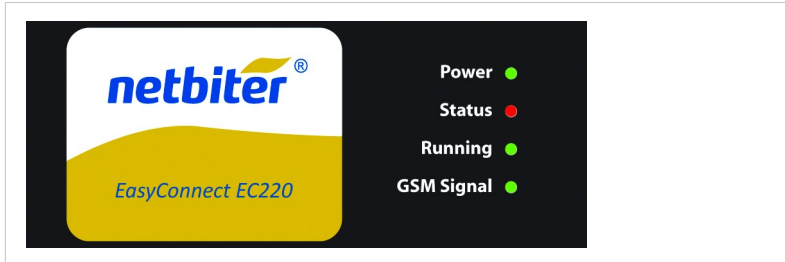 netbiter®
EasyConnect EC220
Power
Status
Running
GSM Signal